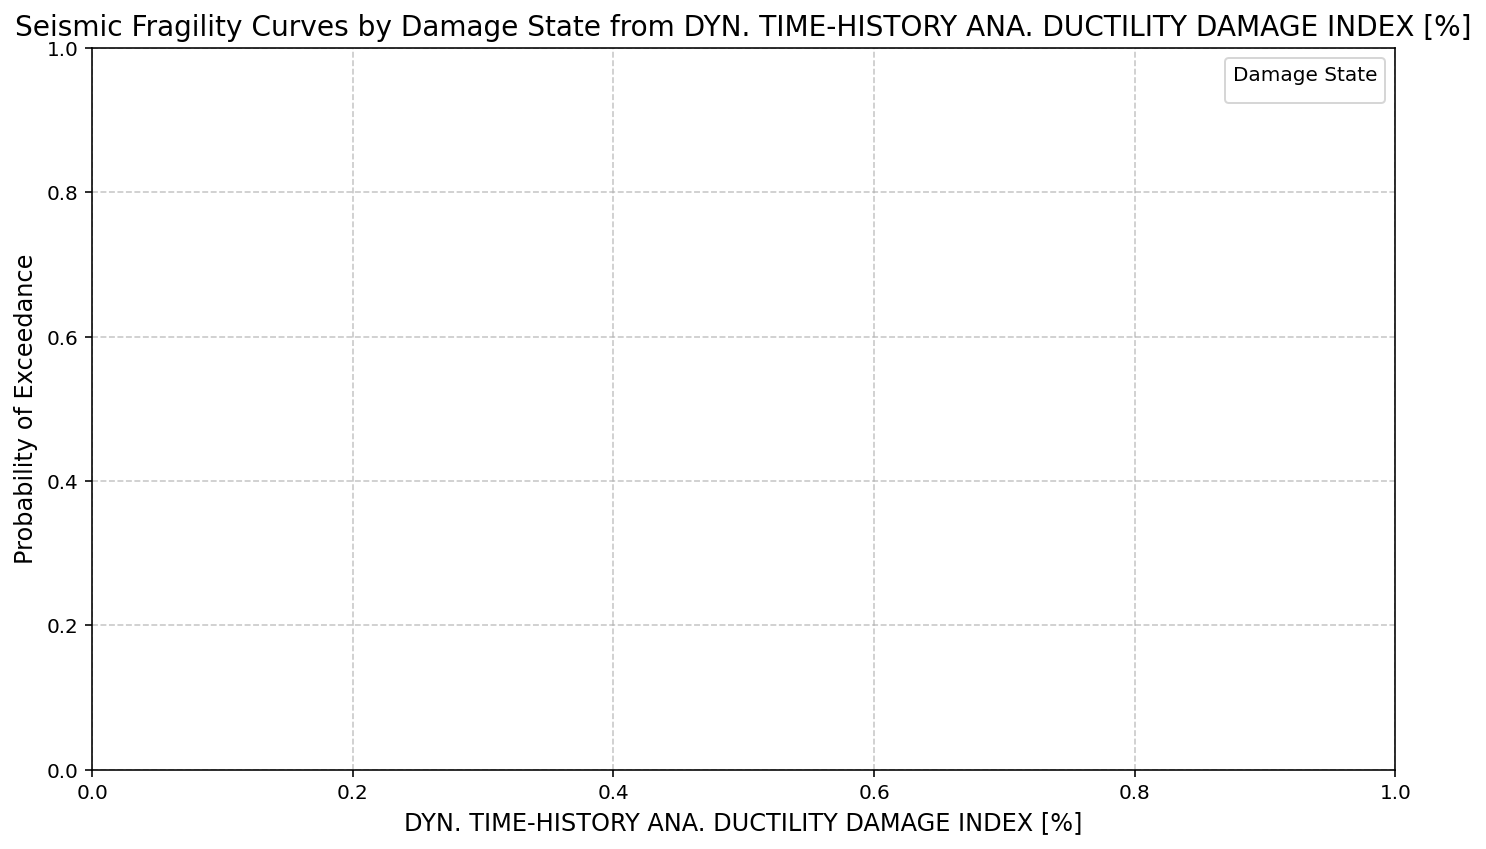 Seismic Fragility Curves by Damage State from DYN. TIME-HISTORY ANA. DUCTILITY DAMAGE INDEX [%]
Damage State
Probability of Exceedance
1.0
0.8
0.6
0.4
0.2
0.0
0.0 0.2 0.4 0.6 0.8 1.0
DYN. TIME-HISTORY ANA. DUCTILITY DAMAGE INDEX [%]